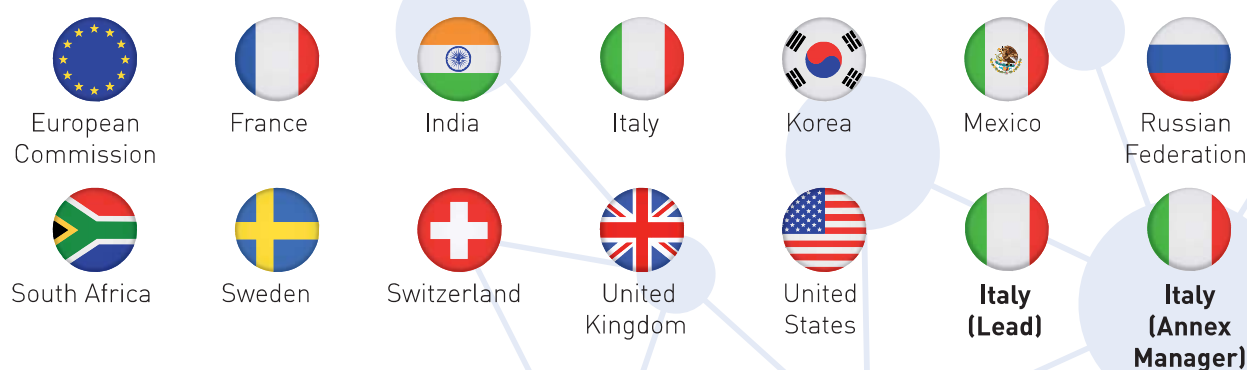 European
Commission
France
India
Italy
Korea
Mexico
Russian
Federation
South Africa
Sweden
Switzerland
United
Kingdom
United
States
Italy
(Lead)
Italy
(Annex
Manager)